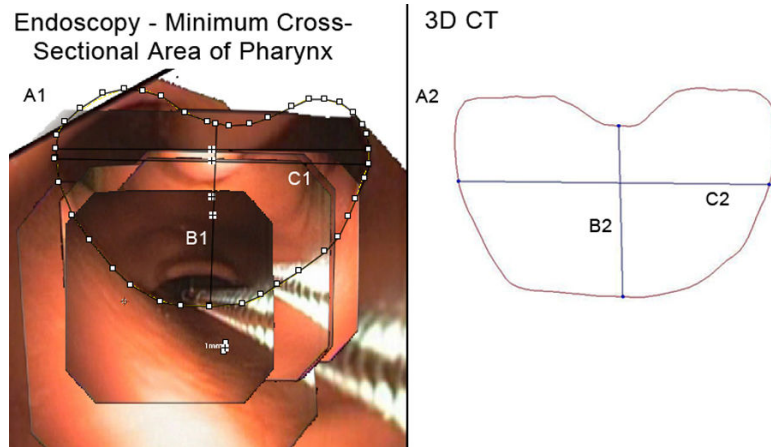 Endoscopy - Minimum Cross-
Sectional Area of Pharynx
A1
C1
B1
1mm
3D CT
A2
C2
B2